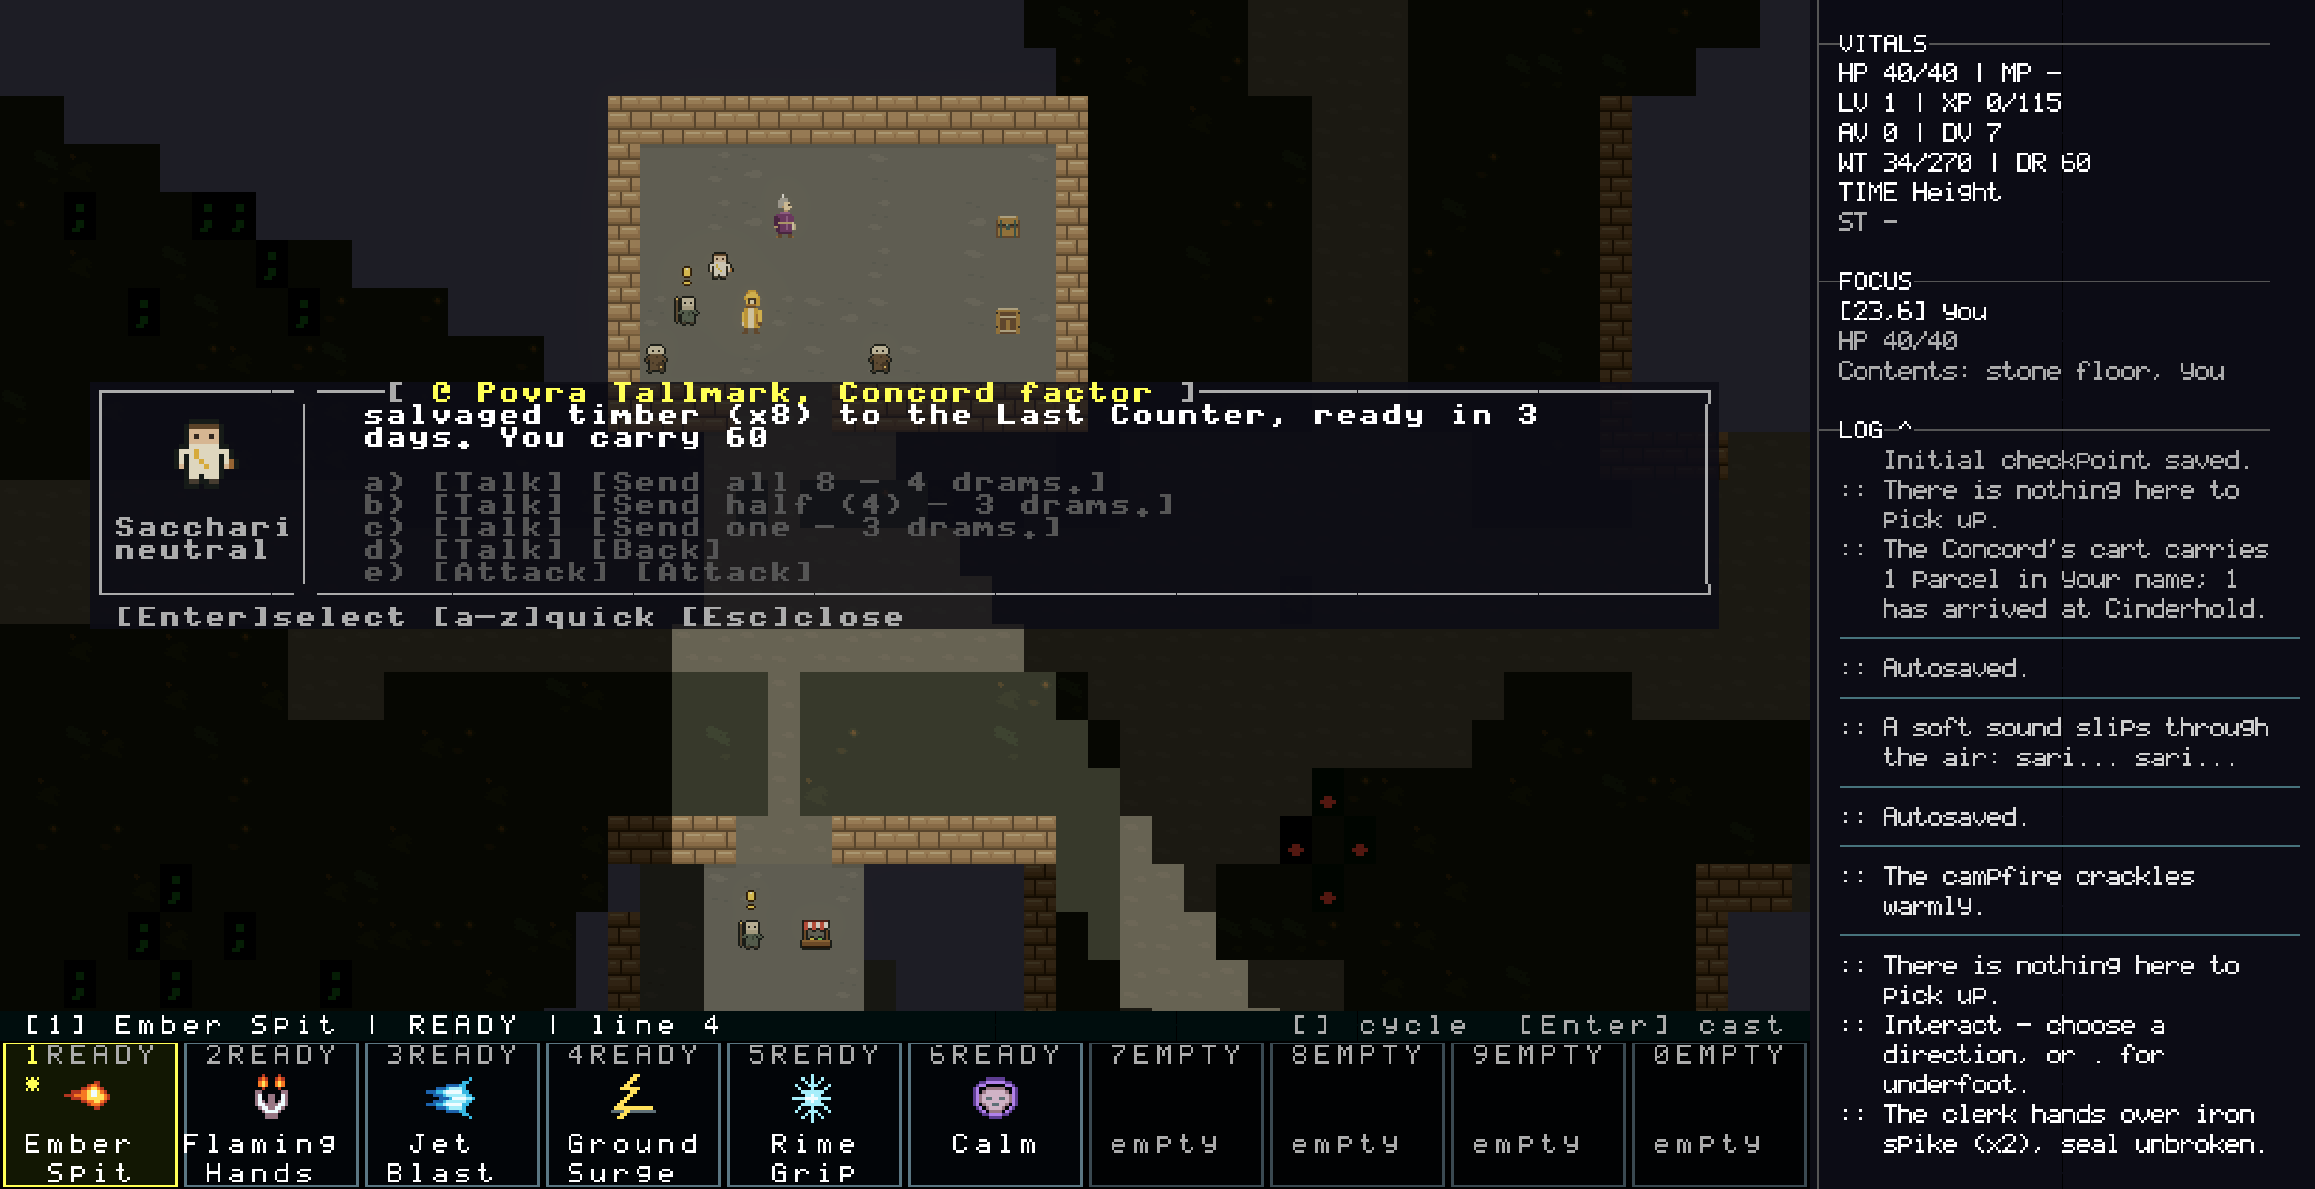 [ @ Povra Tallmark, Concord factor ]
salvaged timber (x8) to the Last Counter, ready in 3
days. You carry 60
a) [Talk] [Send all 8 — 4 drams.]
b) [Talk] [Send half (4) — 3 drams.]
c) [Talk] [Send one — 3 drams.]
d) [Talk] [Back]
e) [Attack] [Attack]
Sacchari
neutral
[Enter]select [a—z]quick [Esc]close
[1] Ember Spit | READY | line 4
[] cycle [Enter] cast
1READY
*
Ember
Spit
2READY
Flaming
Hands
3READY
Jet
Blast
4READY
Ground
Surge
5READY
Rime
Grip
6READY
Calm
7EMPTY
empty
8EMPTY
empty
9EMPTY
empty
0EMPTY
empty
VITALS
HP 40/40 | MP —
LV 1 | XP 0/115
AV 0 | DV 7
WT 34/270 | DR 60
TIME Height
ST —
FOCUS
[23,6] you
HP 40/40
Contents: stone floor, you
LOG ^
Initial checkpoint saved.
:: There is nothing here to
pick up.
:: The Concord's cart carries
1 parcel in your name; 1
has arrived at Cinderhold.
:: Autosaved.
:: A soft sound slips through
the air: sari... sari...
:: Autosaved.
:: The campfire crackles
warmly.
:: There is nothing here to
pick up.
:: Interact — choose a
direction, or . for
underfoot.
:: The clerk hands over iron
spike (x2), seal unbroken.